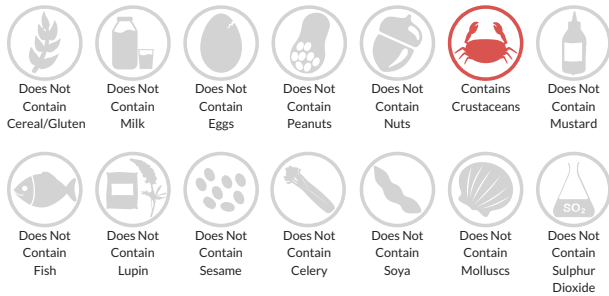 Does Not
Contain
Cereal/Gluten
Does Not
Contain
Milk
Does Not
Contain
Eggs
Does Not
Contain
Peanuts
Does Not
Contain
Nuts
Contains
Crustaceans
Does Not
Contain
Mustard
Does Not
Contain
Fish
Does Not
Contain
Lupin
Does Not
Contain
Sesame
Does Not
Contain
Celery
Does Not
Contain
Soya
Does Not
Contain
Molluscs
SO₂
Does Not
Contain
Sulphur
Dioxide